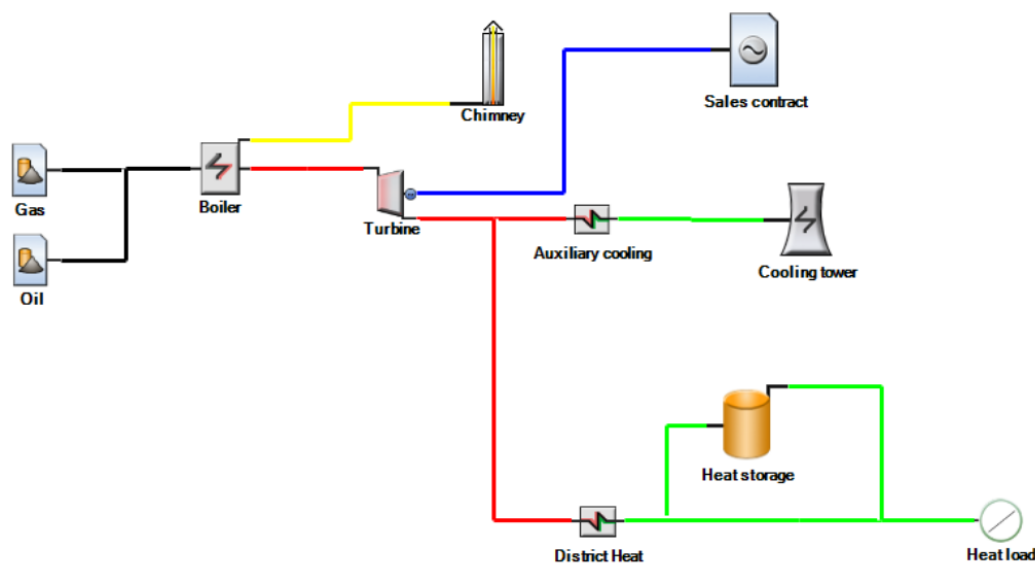 Sales contract
Chimney
Gas
Boiler
Turbine
Auxiliary cooling
Cooling tower
Oil
Heat storage
District Heat
Heat load